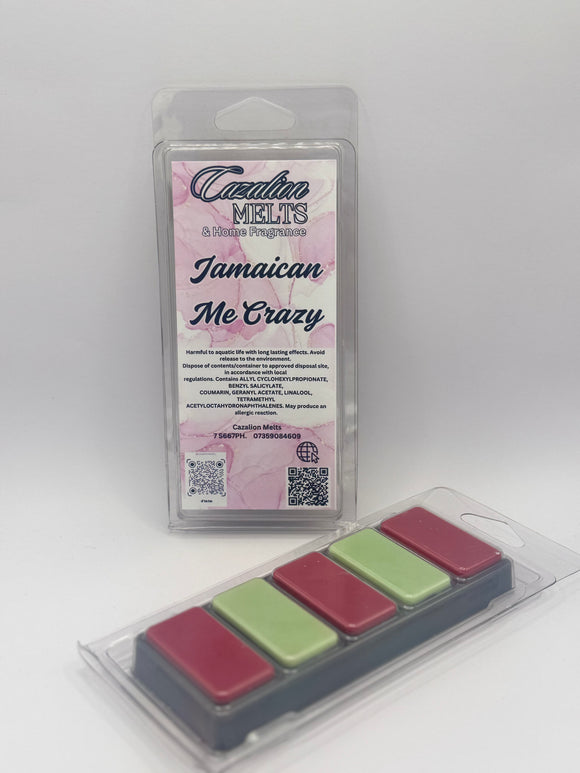 Cazalion
MELTS
& Home Fragrance
Jamaican
Me Crazy
Harmful to aquatic life with long lasting effects. Avoid
release to the environment.
Dispose of contents/container to approved disposal site,
in accordance with local
regulations. Contains ALLYL CYCLOHEXYLPROPIONATE,
BENZYL SALICYLATE,
COUMARIN, GERANYL ACETATE, LINALOOL,
TETRAMETHYL
ACETYLOCTAHYDRONAPHTHALENES. May produce an
allergic reaction.
Cazalion Melts
7 S667PH. 07359084609